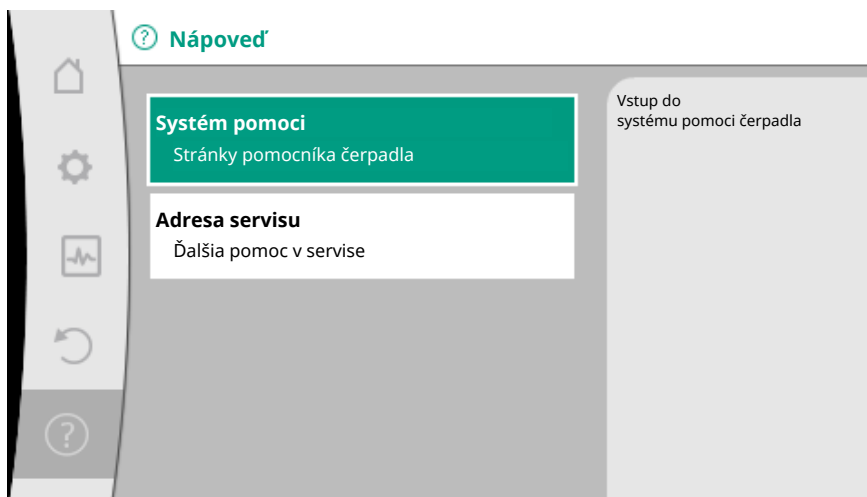 Nápoveď
Systém pomoci
Stránky pomocníka čerpadla
Adresa servisu
Ďalšia pomoc v servise
Vstup do
systému pomoci čerpadla